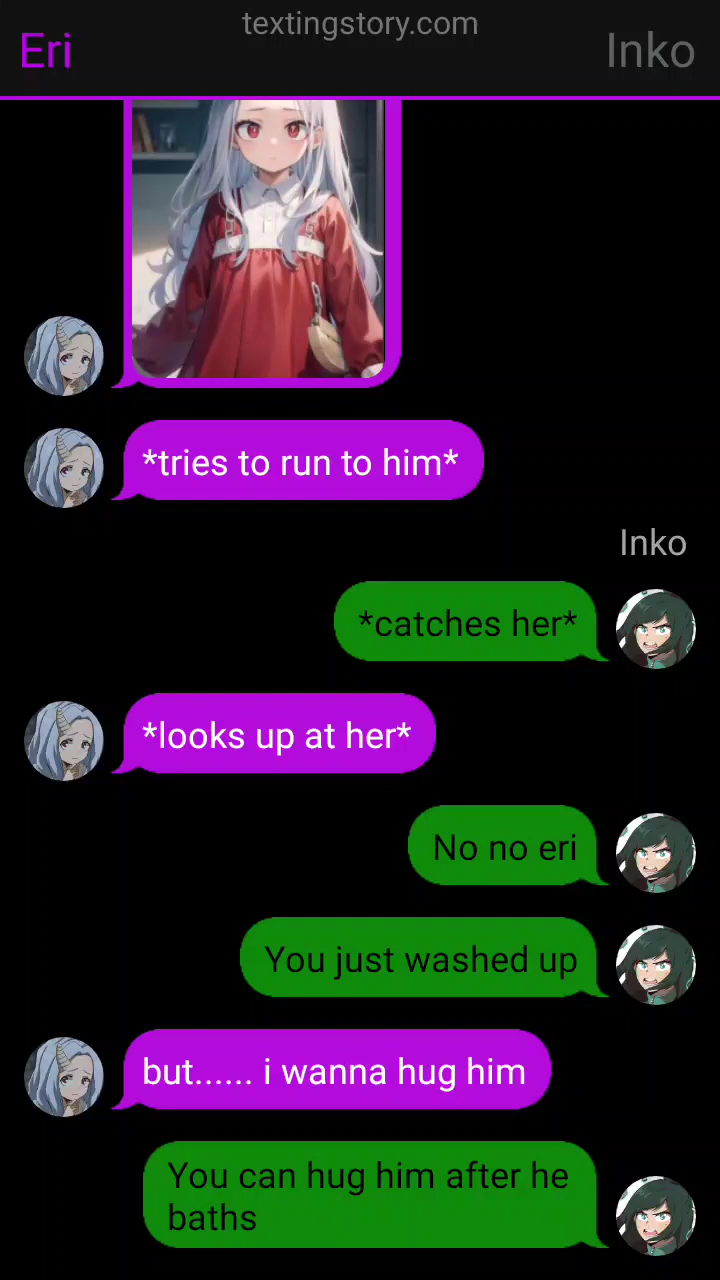 textingstory.com
Eri
Inko
*tries to run to him*
Inko
*catches her*
*looks up at her*
No no eri
You just washed up
but...... i wanna hug him
You can hug him after he
baths